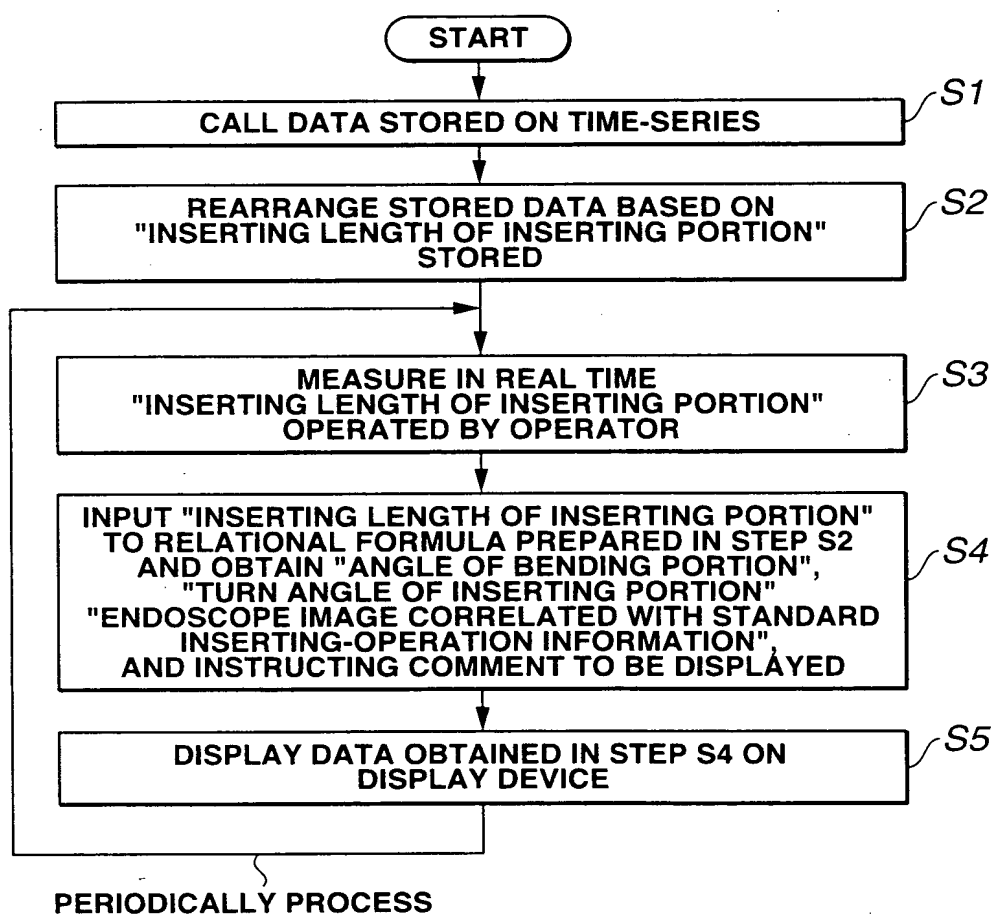 START
S1
CALL DATA STORED ON TIME-SERIES
S2
REARRANGE STORED DATA BASED ON
"INSERTING LENGTH OF INSERTING PORTION"
STORED
S3
MEASURE IN REAL TIME
"INSERTING LENGTH OF INSERTING PORTION"
OPERATED BY OPERATOR
S4
INPUT "INSERTING LENGTH OF INSERTING PORTION"
TO RELATIONAL FORMULA PREPARED IN STEP S2
AND OBTAIN "ANGLE OF BENDING PORTION",
"TURN ANGLE OF INSERTING PORTION"
"ENDOSCOPE IMAGE CORRELATED WITH STANDARD
INSERTING-OPERATION INFORMATION",
AND INSTRUCTING COMMENT TO BE DISPLAYED
S5
DISPLAY DATA OBTAINED IN STEP S4 ON
DISPLAY DEVICE
PERIODICALLY PROCESS